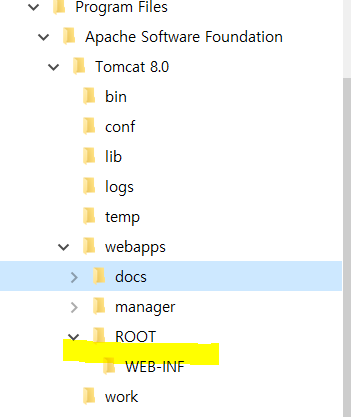 Program Files
Apache Software Foundation
Tomcat 8.0
bin
conf
lib
logs
temp
webapps
docs
manager
ROOT
WEB-INF
work